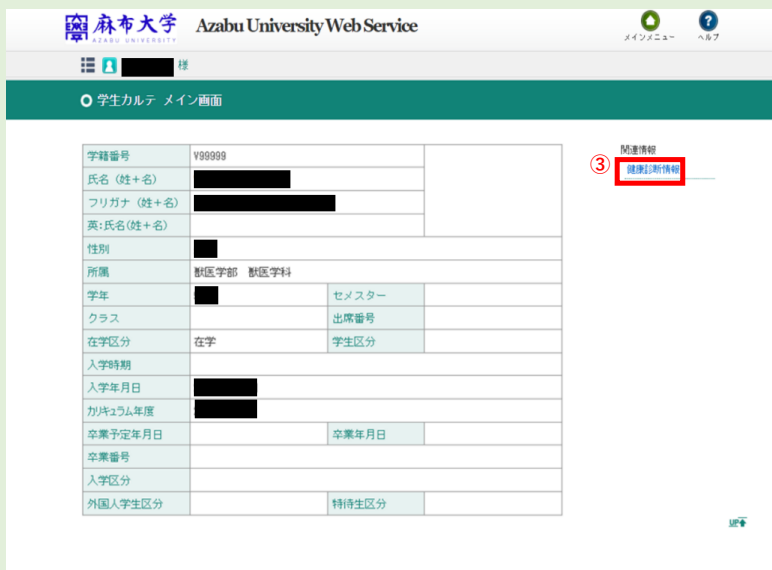 麻布大学 Azabu University Web Service
AZABU UNIVERSITY
メインメニュー
ヘルプ
様
学生カルテ メイン画面
学籍番号 V99999
氏名（姓+名）
フリガナ（姓+名）
英:氏名(姓+名)
性別
所属 獣医学部 獣医学科
学年 セメスター
クラス 出席番号
在学区分 在学 学生区分
入学時期
入学年月日
カリキュラム年度
卒業予定年月日 卒業年月日
卒業番号
入学区分
外国人学生区分 特待生区分
関連情報
③ 健康診断情報
UP